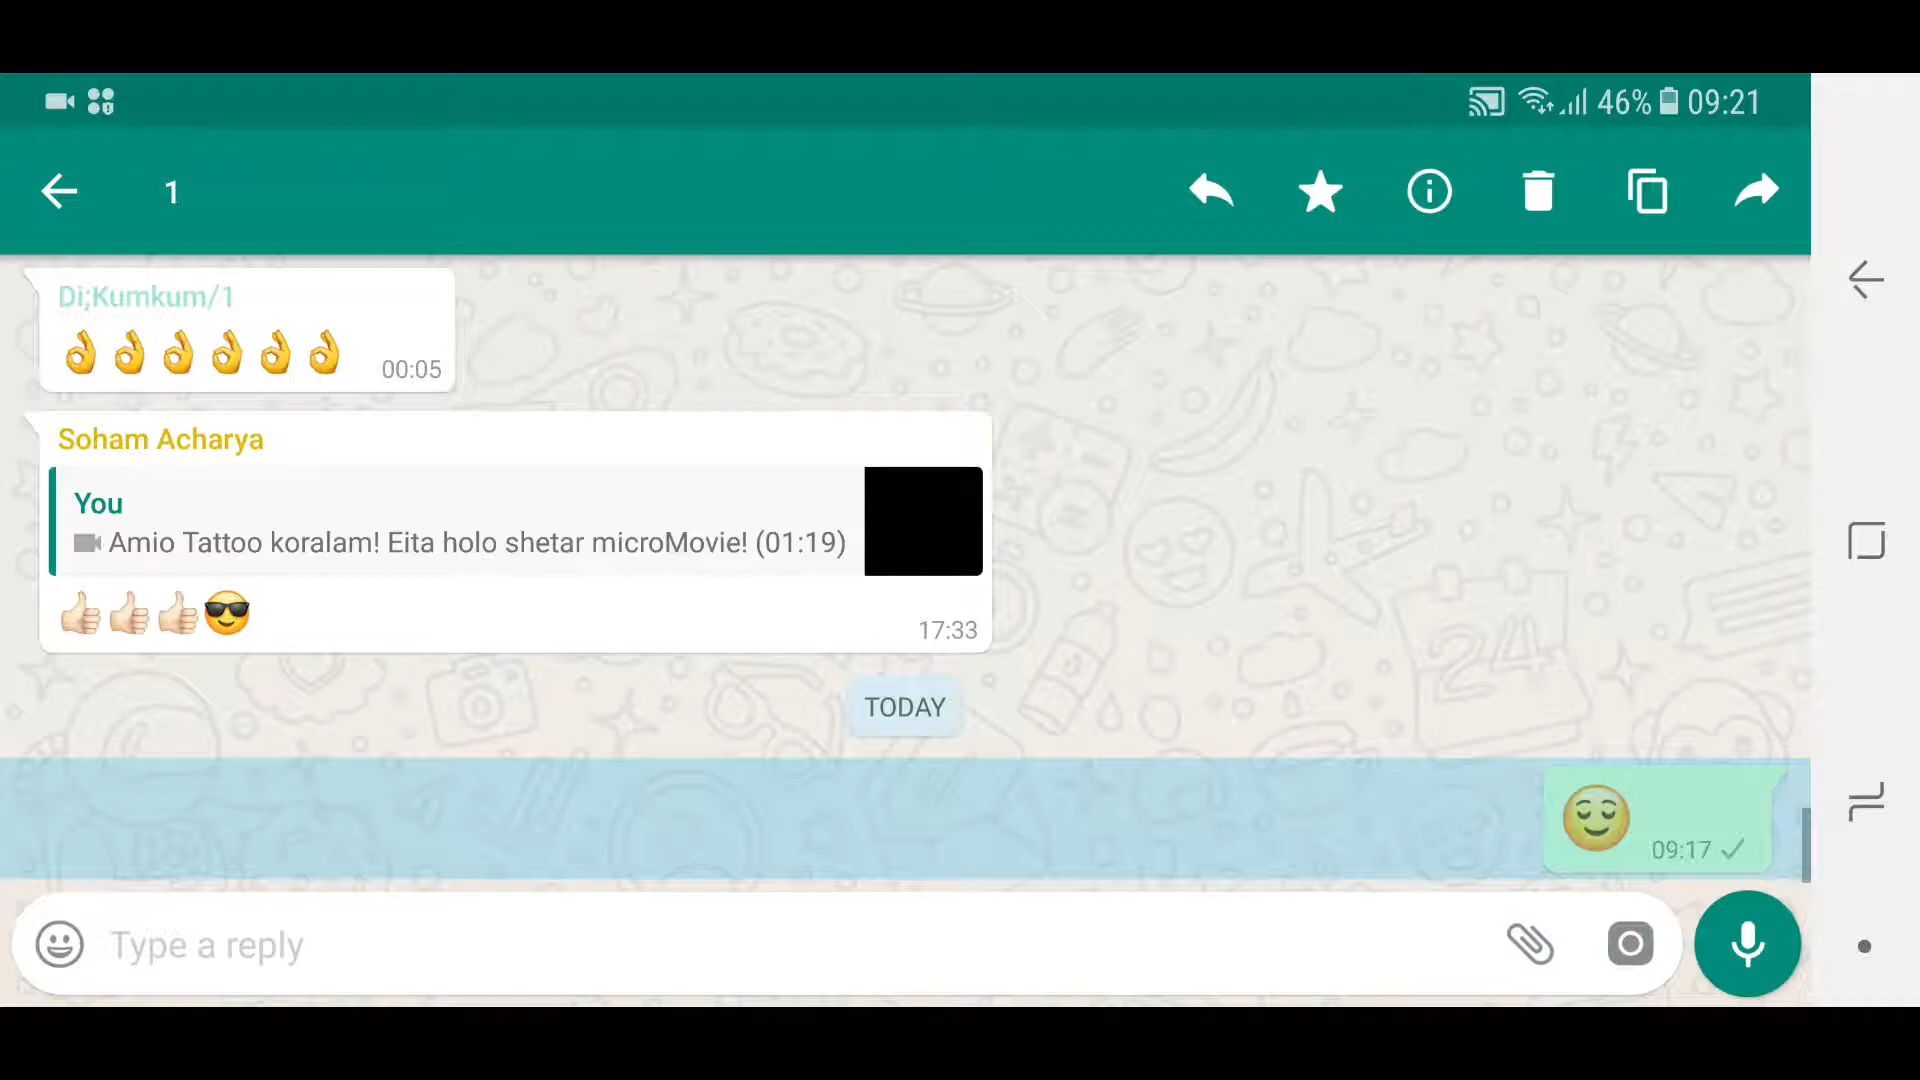 46% 09:21
1
Di;Kumkum/1
👌👌👌👌👌👌 00:05
Soham Acharya
You
Amio Tattoo koralam! Eita holo shetar microMovie! (01:19)
👍🏻👍🏻👍🏻😎 17:33
TODAY
😌 09:17
Type a reply